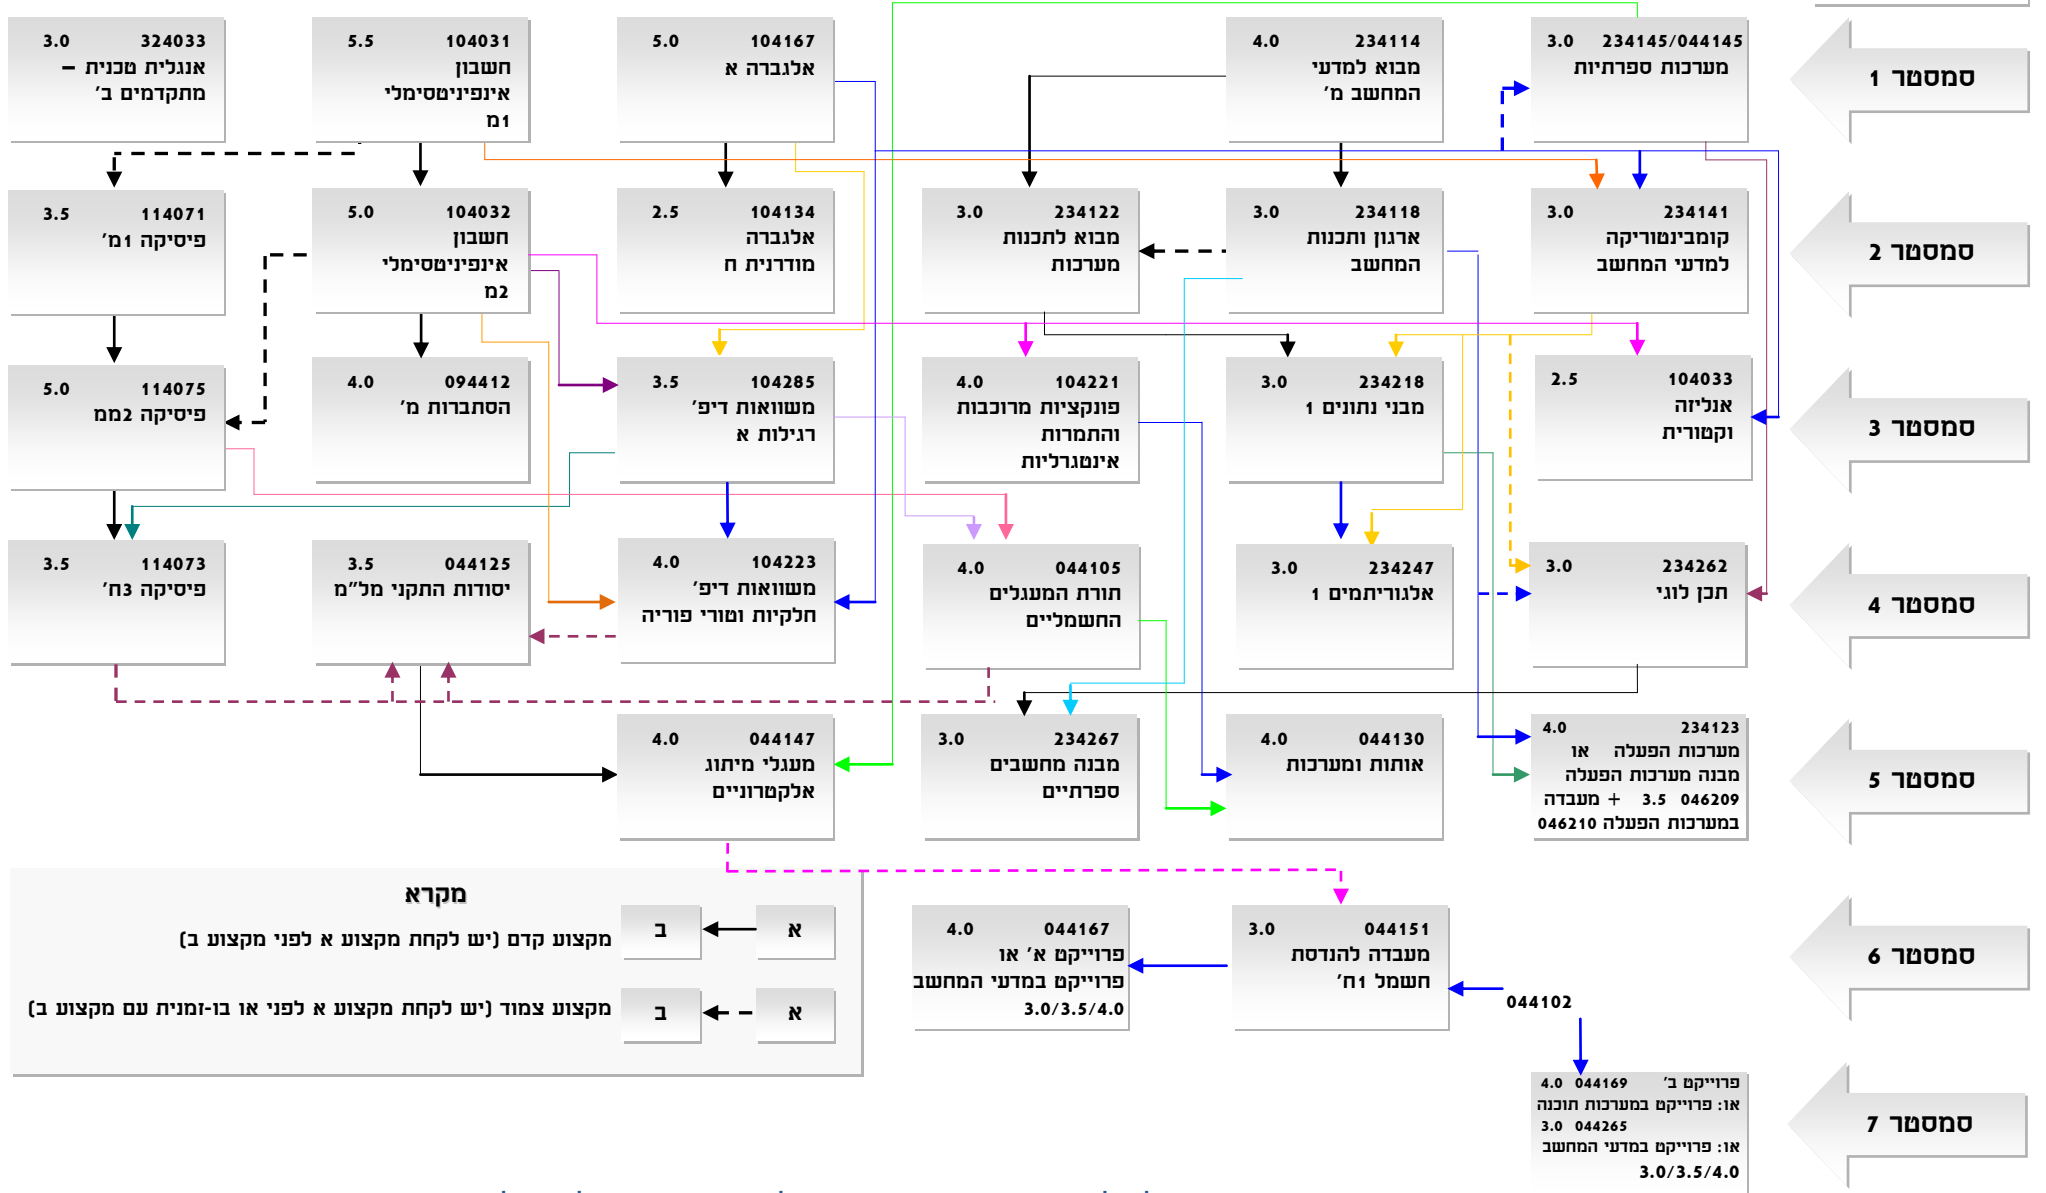 סמסטר 1
234145/044145 3.0
מערכות ספרתיות
234114 4.0
מבוא למדעי
המחשב מ'
104167 5.0
אלגברה א
104031 5.5
חשבון
אינפיניטסימלי
1מ
324033 3.0
אנגלית טכנית –
מתקדמים ב'
סמסטר 2
234141 3.0
קומבינטוריקה
למדעי המחשב
234118 3.0
ארגון ותכנות
המחשב
234122 3.0
מבוא לתכנות
מערכות
104134 2.5
אלגברה
מודרנית ח
104032 5.0
חשבון
אינפיניטסימלי
2מ
114071 3.5
פיסיקה 1מ'
סמסטר 3
104033 2.5
אנליזה
וקטורית
234218 3.0
מבני נתונים 1
104221 4.0
פונקציות מרוכבות
והתמרות
אינטגרליות
104285 3.5
משוואות דיפ'
רגילות א
094412 4.0
הסתברות מ'
114075 5.0
פיסיקה 2ממ
סמסטר 4
234262 3.0
תכן לוגי
234247 3.0
אלגוריתמים 1
044105 4.0
תורת המעגלים
החשמליים
104223 4.0
משוואות דיפ'
חלקיות וטורי פוריה
044125 3.5
יסודות התקני מל"מ
114073 3.5
פיסיקה 3ח'
סמסטר 5
234123 4.0
מערכות הפעלה או
מבנה מערכות הפעלה
046209 3.5 + מעבדה
במערכות הפעלה 046210
044130 4.0
אותות ומערכות
234267 3.0
מבנה מחשבים
ספרתיים
044147 4.0
מעגלי מיתוג
אלקטרוניים
סמסטר 6
044102
044151 3.0
מעבדה להנדסת
חשמל 1ח'
044167 4.0
פרוייקט א' או
פרוייקט במדעי המחשב
3.0/3.5/4.0
מקרא
א ב מקצוע קדם (יש לקחת מקצוע א לפני מקצוע ב)
א ב מקצוע צמוד (יש לקחת מקצוע א לפני או בו-זמנית עם מקצוע ב)
סמסטר 7
פרוייקט ב' 044169 4.0
או: פרוייקט במערכות תוכנה
044265 3.0
או: פרוייקט במדעי המחשב
3.0/3.5/4.0